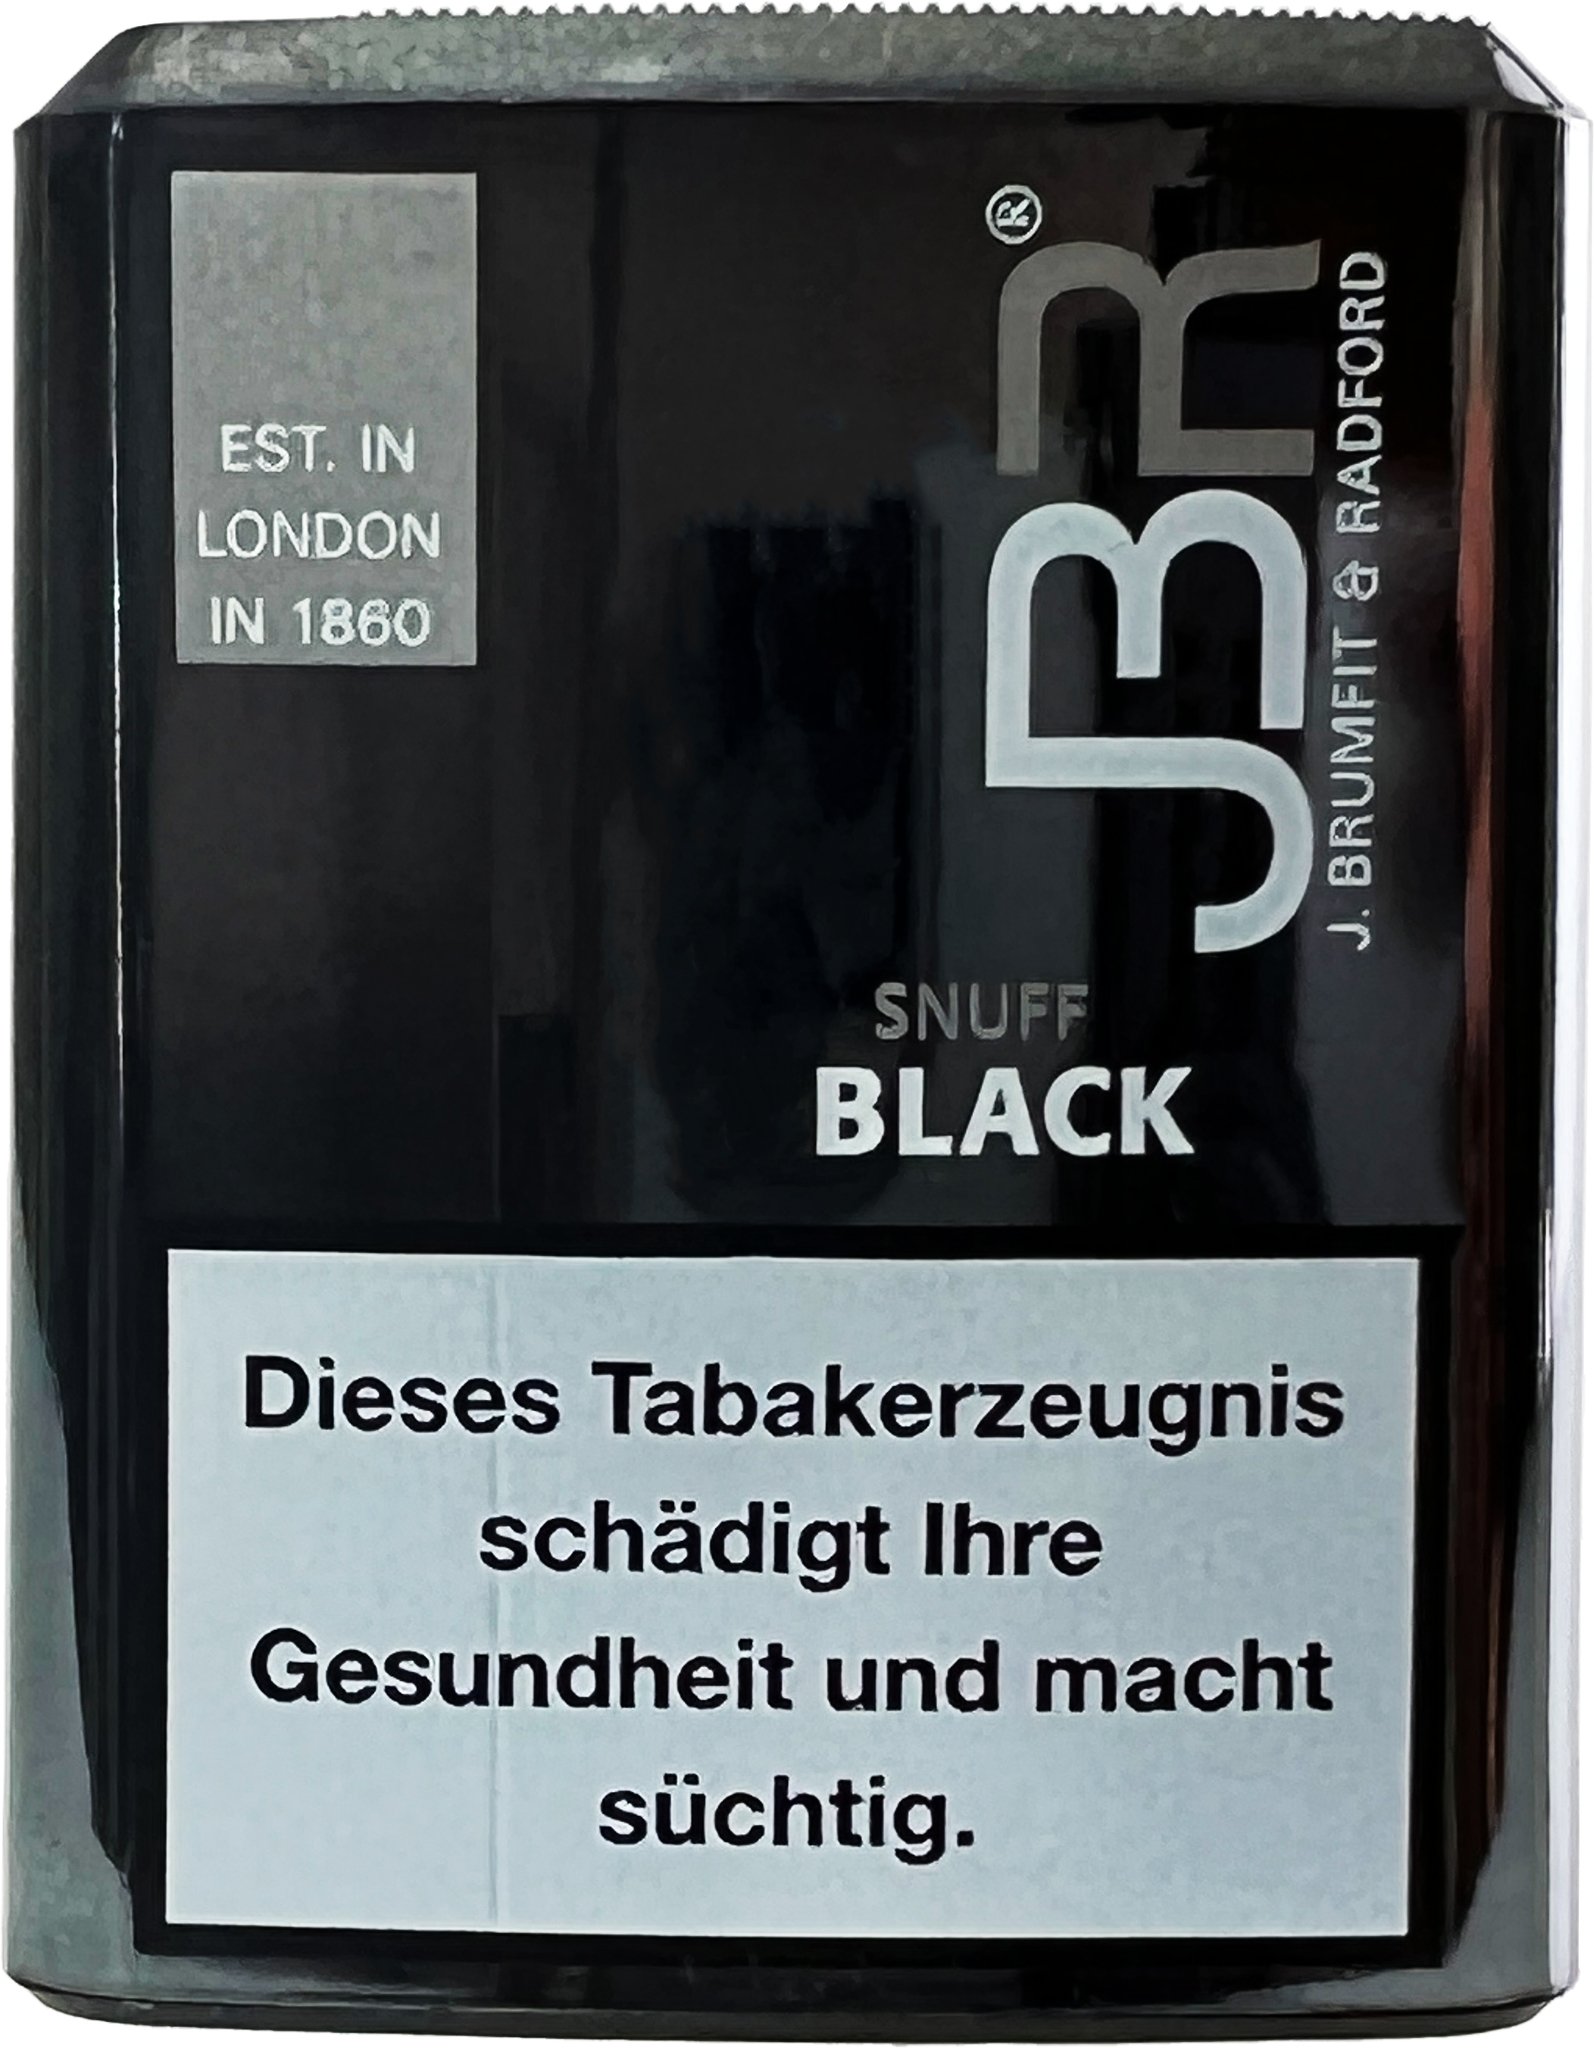 EST. IN
LONDON
IN 1860
JBR®
J. BRUMFIT & RADFORD
SNUFF
BLACK
Dieses Tabakerzeugnis
schädigt Ihre
Gesundheit und macht
süchtig.